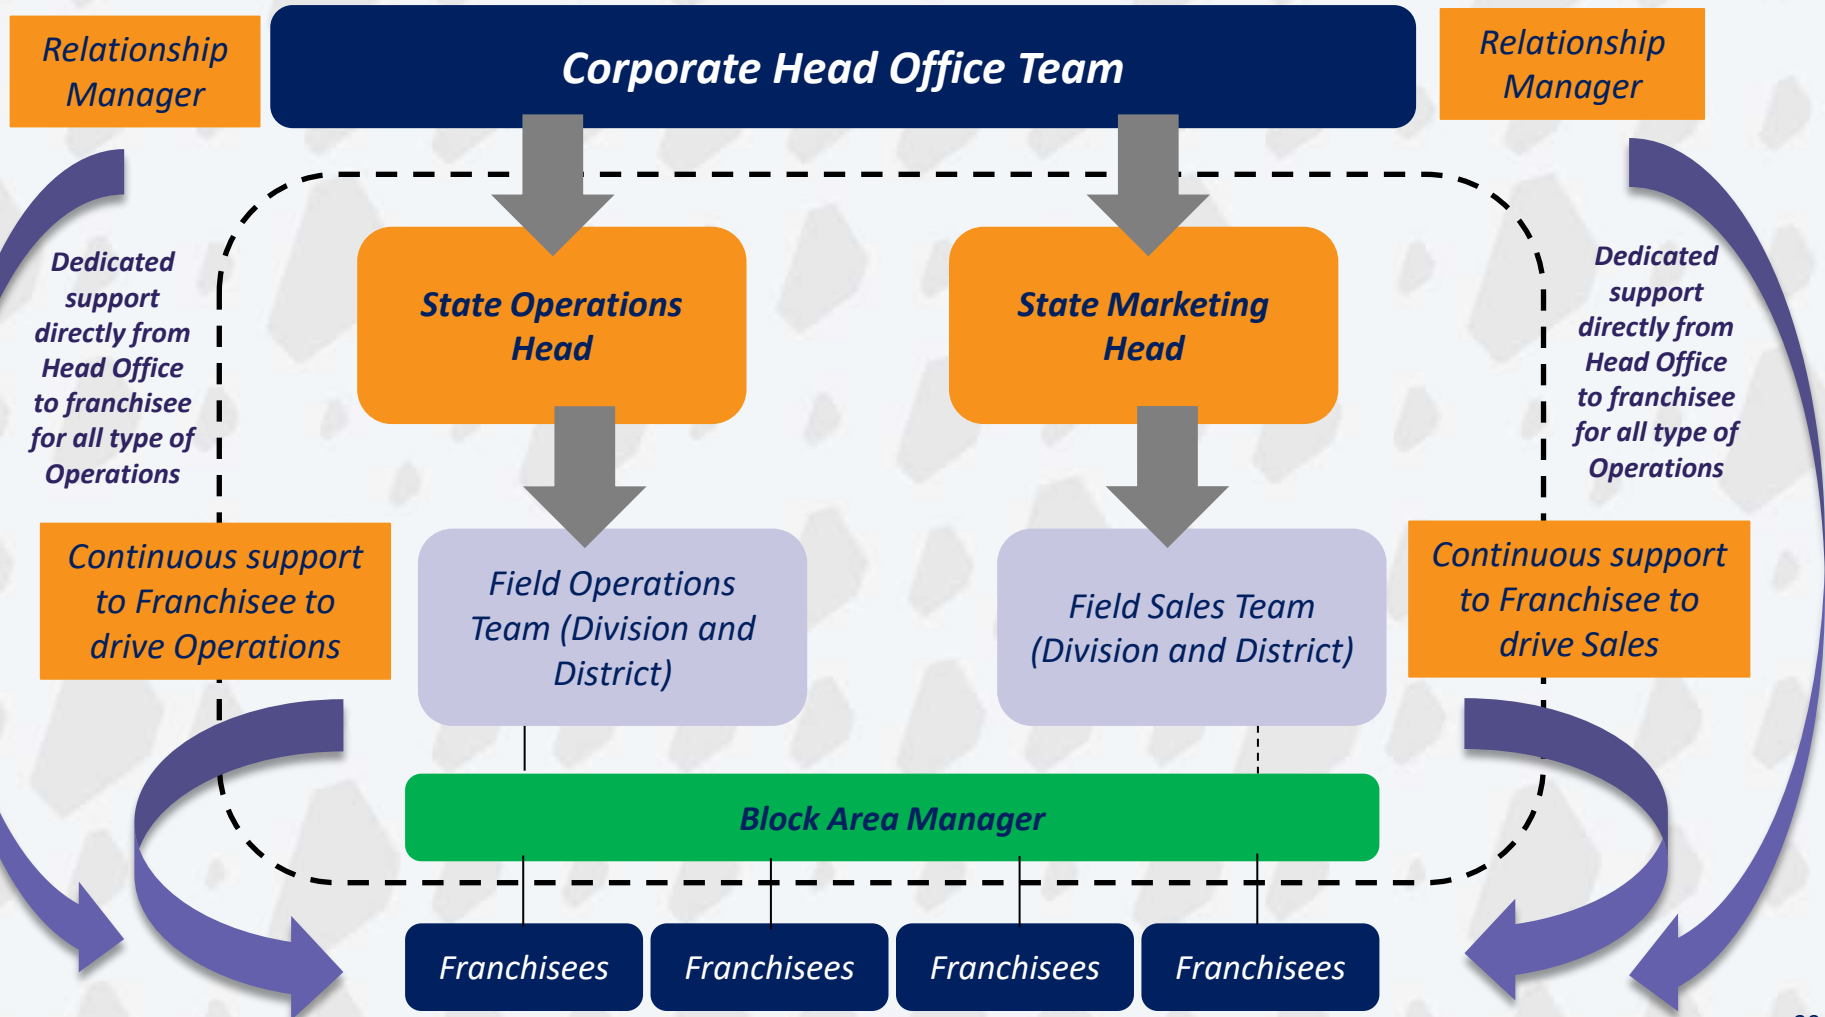 Relationship
Manager
Corporate Head Office Team
Relationship
Manager
Dedicated
support
directly from
Head Office
to franchisee
for all type of
Operations
State Operations
Head
State Marketing
Head
Dedicated
support
directly from
Head Office
to franchisee
for all type of
Operations
Continuous support
to Franchisee to
drive Operations
Field Operations
Team (Division and
District)
Field Sales Team
(Division and District)
Continuous support
to Franchisee to
drive Sales
Block Area Manager
Franchisees
Franchisees
Franchisees
Franchisees